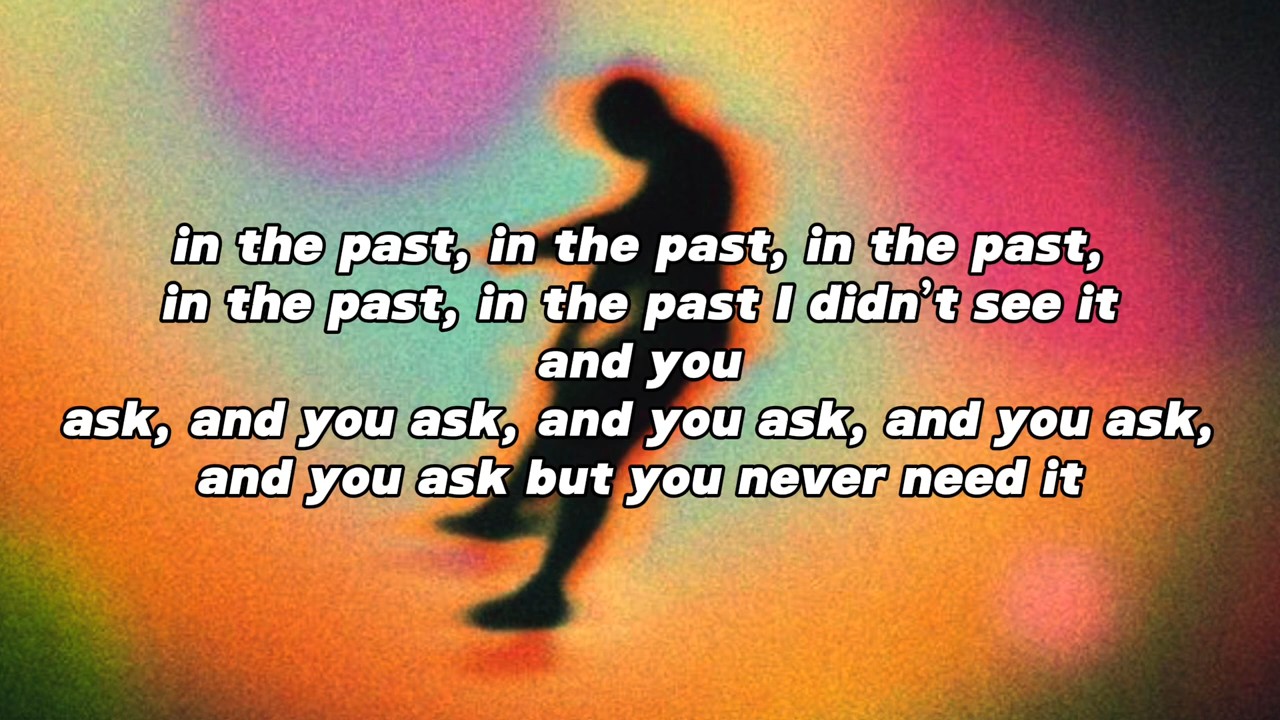 in the past, in the past, in the past,
in the past, in the past I didn't see it
and you
ask, and you ask, and you ask, and you ask,
and you ask but you never need it